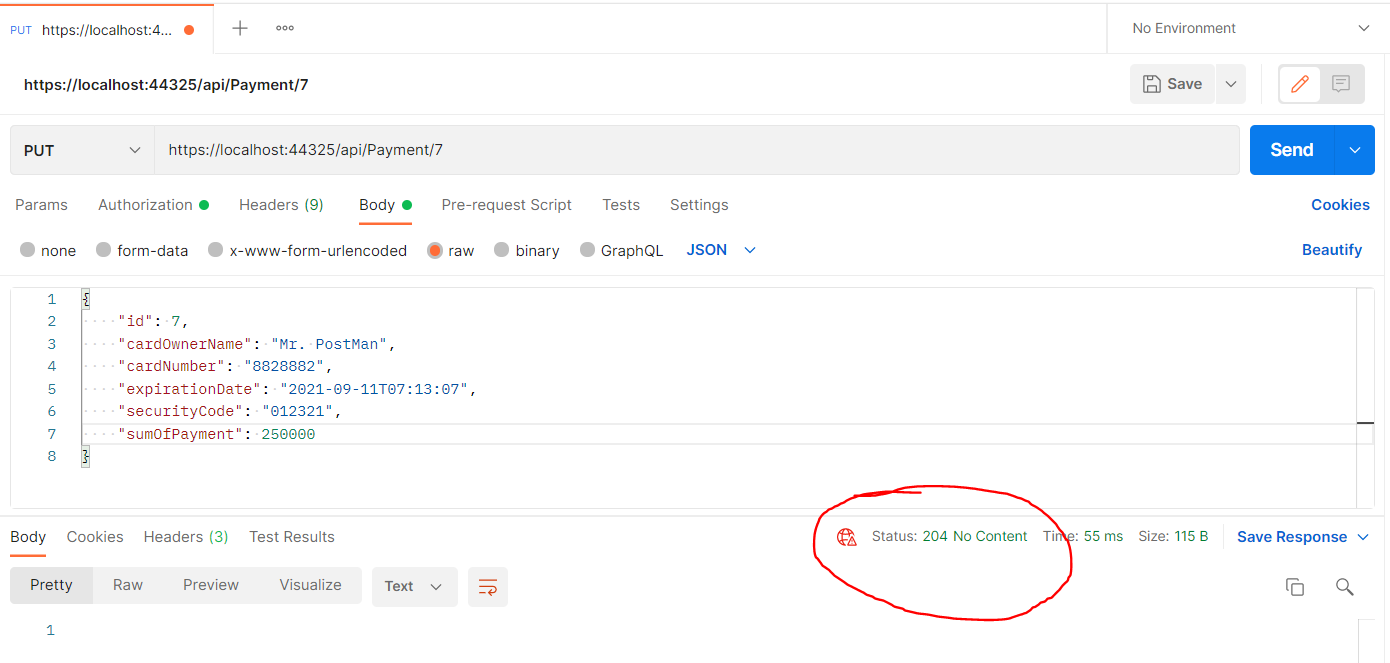 PUT https://localhost:4... No Environment
https://localhost:44325/api/Payment/7 Save
PUT https://localhost:44325/api/Payment/7 Send
Params Authorization Headers (9) Body Pre-request Script Tests Settings Cookies
none form-data x-www-form-urlencoded raw binary GraphQL JSON Beautify
1 {
2 "id": 7,
3 "cardOwnerName": "Mr. PostMan",
4 "cardNumber": "8828882",
5 "expirationDate": "2021-09-11T07:13:07",
6 "securityCode": "012321",
7 "sumOfPayment": 250000
8 }
Body Cookies Headers (3) Test Results Status: 204 No Content Time: 55 ms Size: 115 B Save Response
Pretty Raw Preview Visualize Text
1